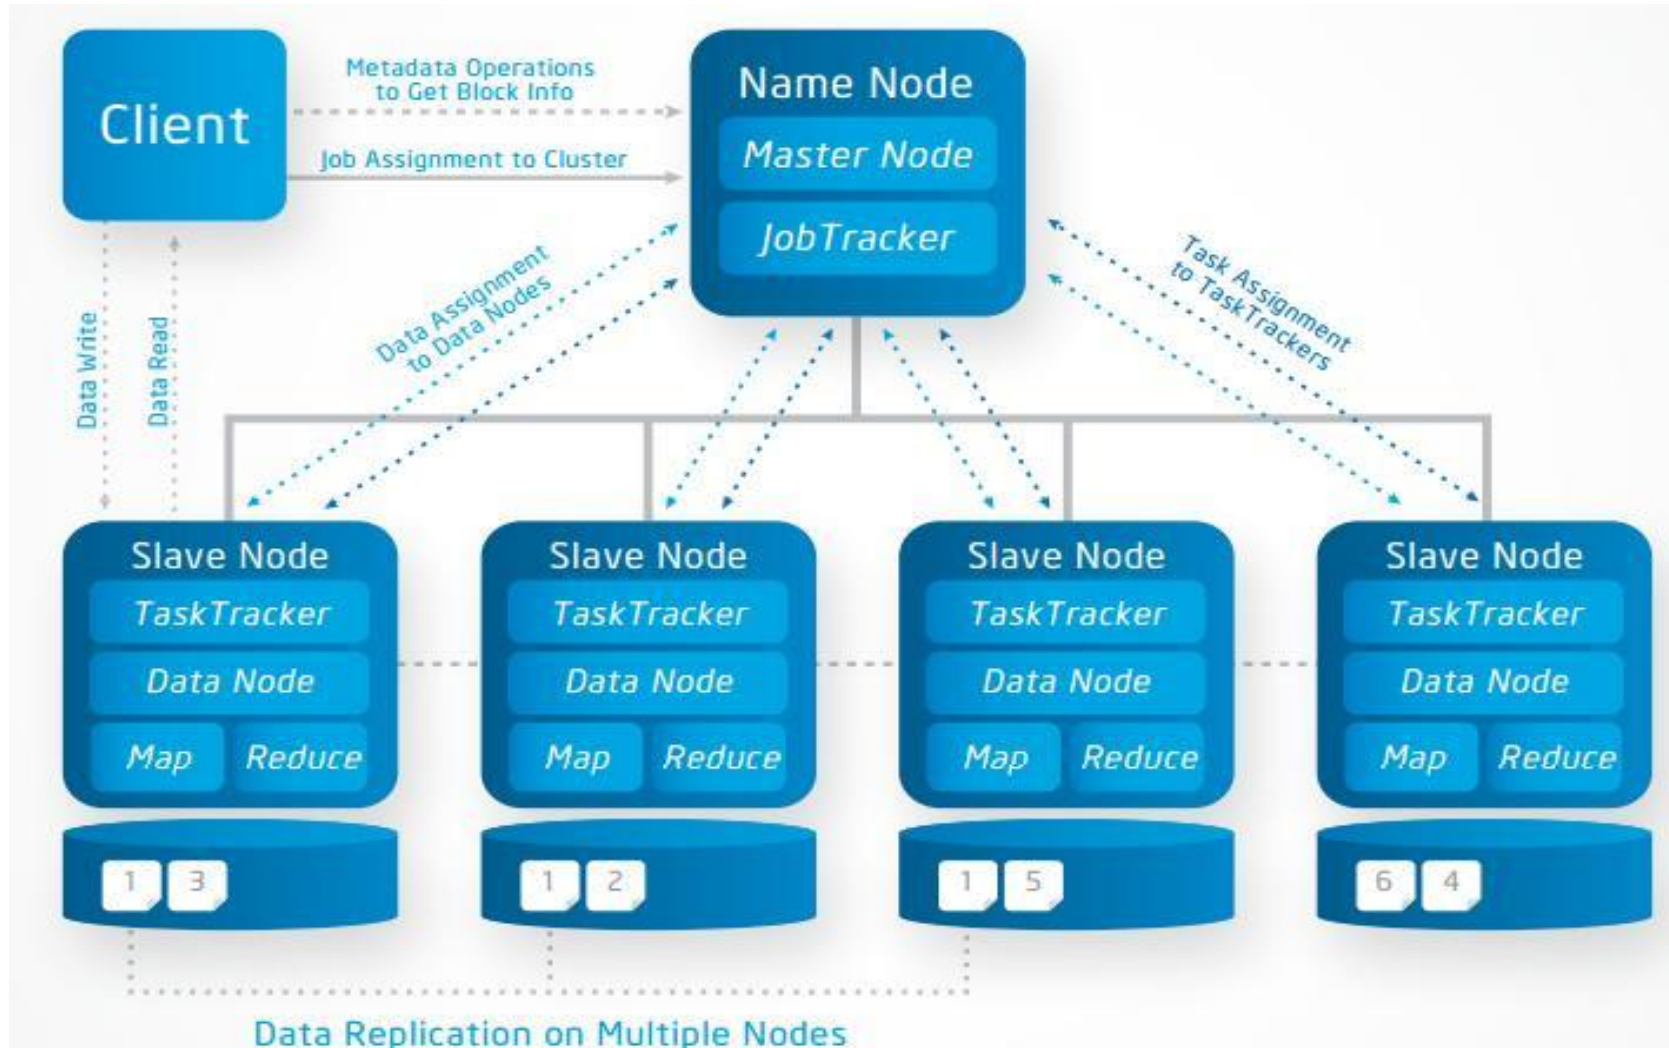 Client
Metadata Operations
to Get Block Info
Job Assignment to Cluster
Name Node
Master Node
JobTracker
Data Write
Data Read
Data Assignment
to Data Nodes
Task Assignment
to TaskTrackers
Slave Node
TaskTracker
Data Node
Map Reduce
1 3
Slave Node
TaskTracker
Data Node
Map Reduce
1 2
Slave Node
TaskTracker
Data Node
Map Reduce
1 5
Slave Node
TaskTracker
Data Node
Map Reduce
6 4
Data Replication on Multiple Nodes